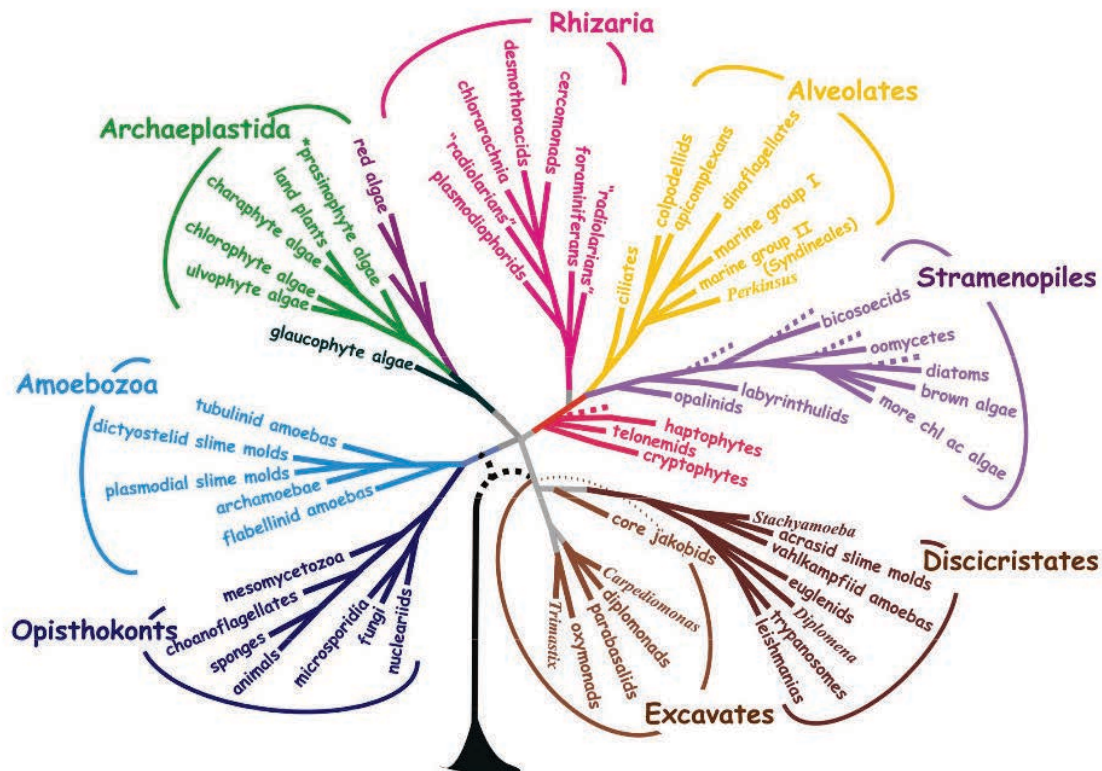 Rhizaria
desmothoracids
cercomonads
chlorarachnia
"radiolarians"
plasmodiophorids
foraminiferans
"radiolarians"
Alveolates
colpodellids
apicomplexans
dinoflagellates
marine group I
marine group II
(Syndineales)
Perkinsus
ciliates
Archaeplastida
red algae
*prasinophyte algae
land plants
charaphyte algae
chlorophyte algae
ulvophyte algae
glaucophyte algae
Stramenopiles
bicosoecids
oomycetes
diatoms
brown algae
more chl ac algae
labyrinthulids
opalinids
haptophytes
telonemids
cryptophytes
Amoebozoa
tubulinid amoebas
dictyostelid slime molds
plasmodial slime molds
archamoebae
flabellinid amoebas
Opisthokonts
mesomycetozoa
choanoflagellates
sponges
animals
microsporidia
fungi
nucleariids
Discicristates
Stachyamoeba
acrasid slime molds
vahlkampfiid amoebas
euglenids
Diplomena
trypanosomes
leishmanias
core jakobids
Excavates
Carpediomonas
diplomonads
parabasalids
oxymonads
Trimastix